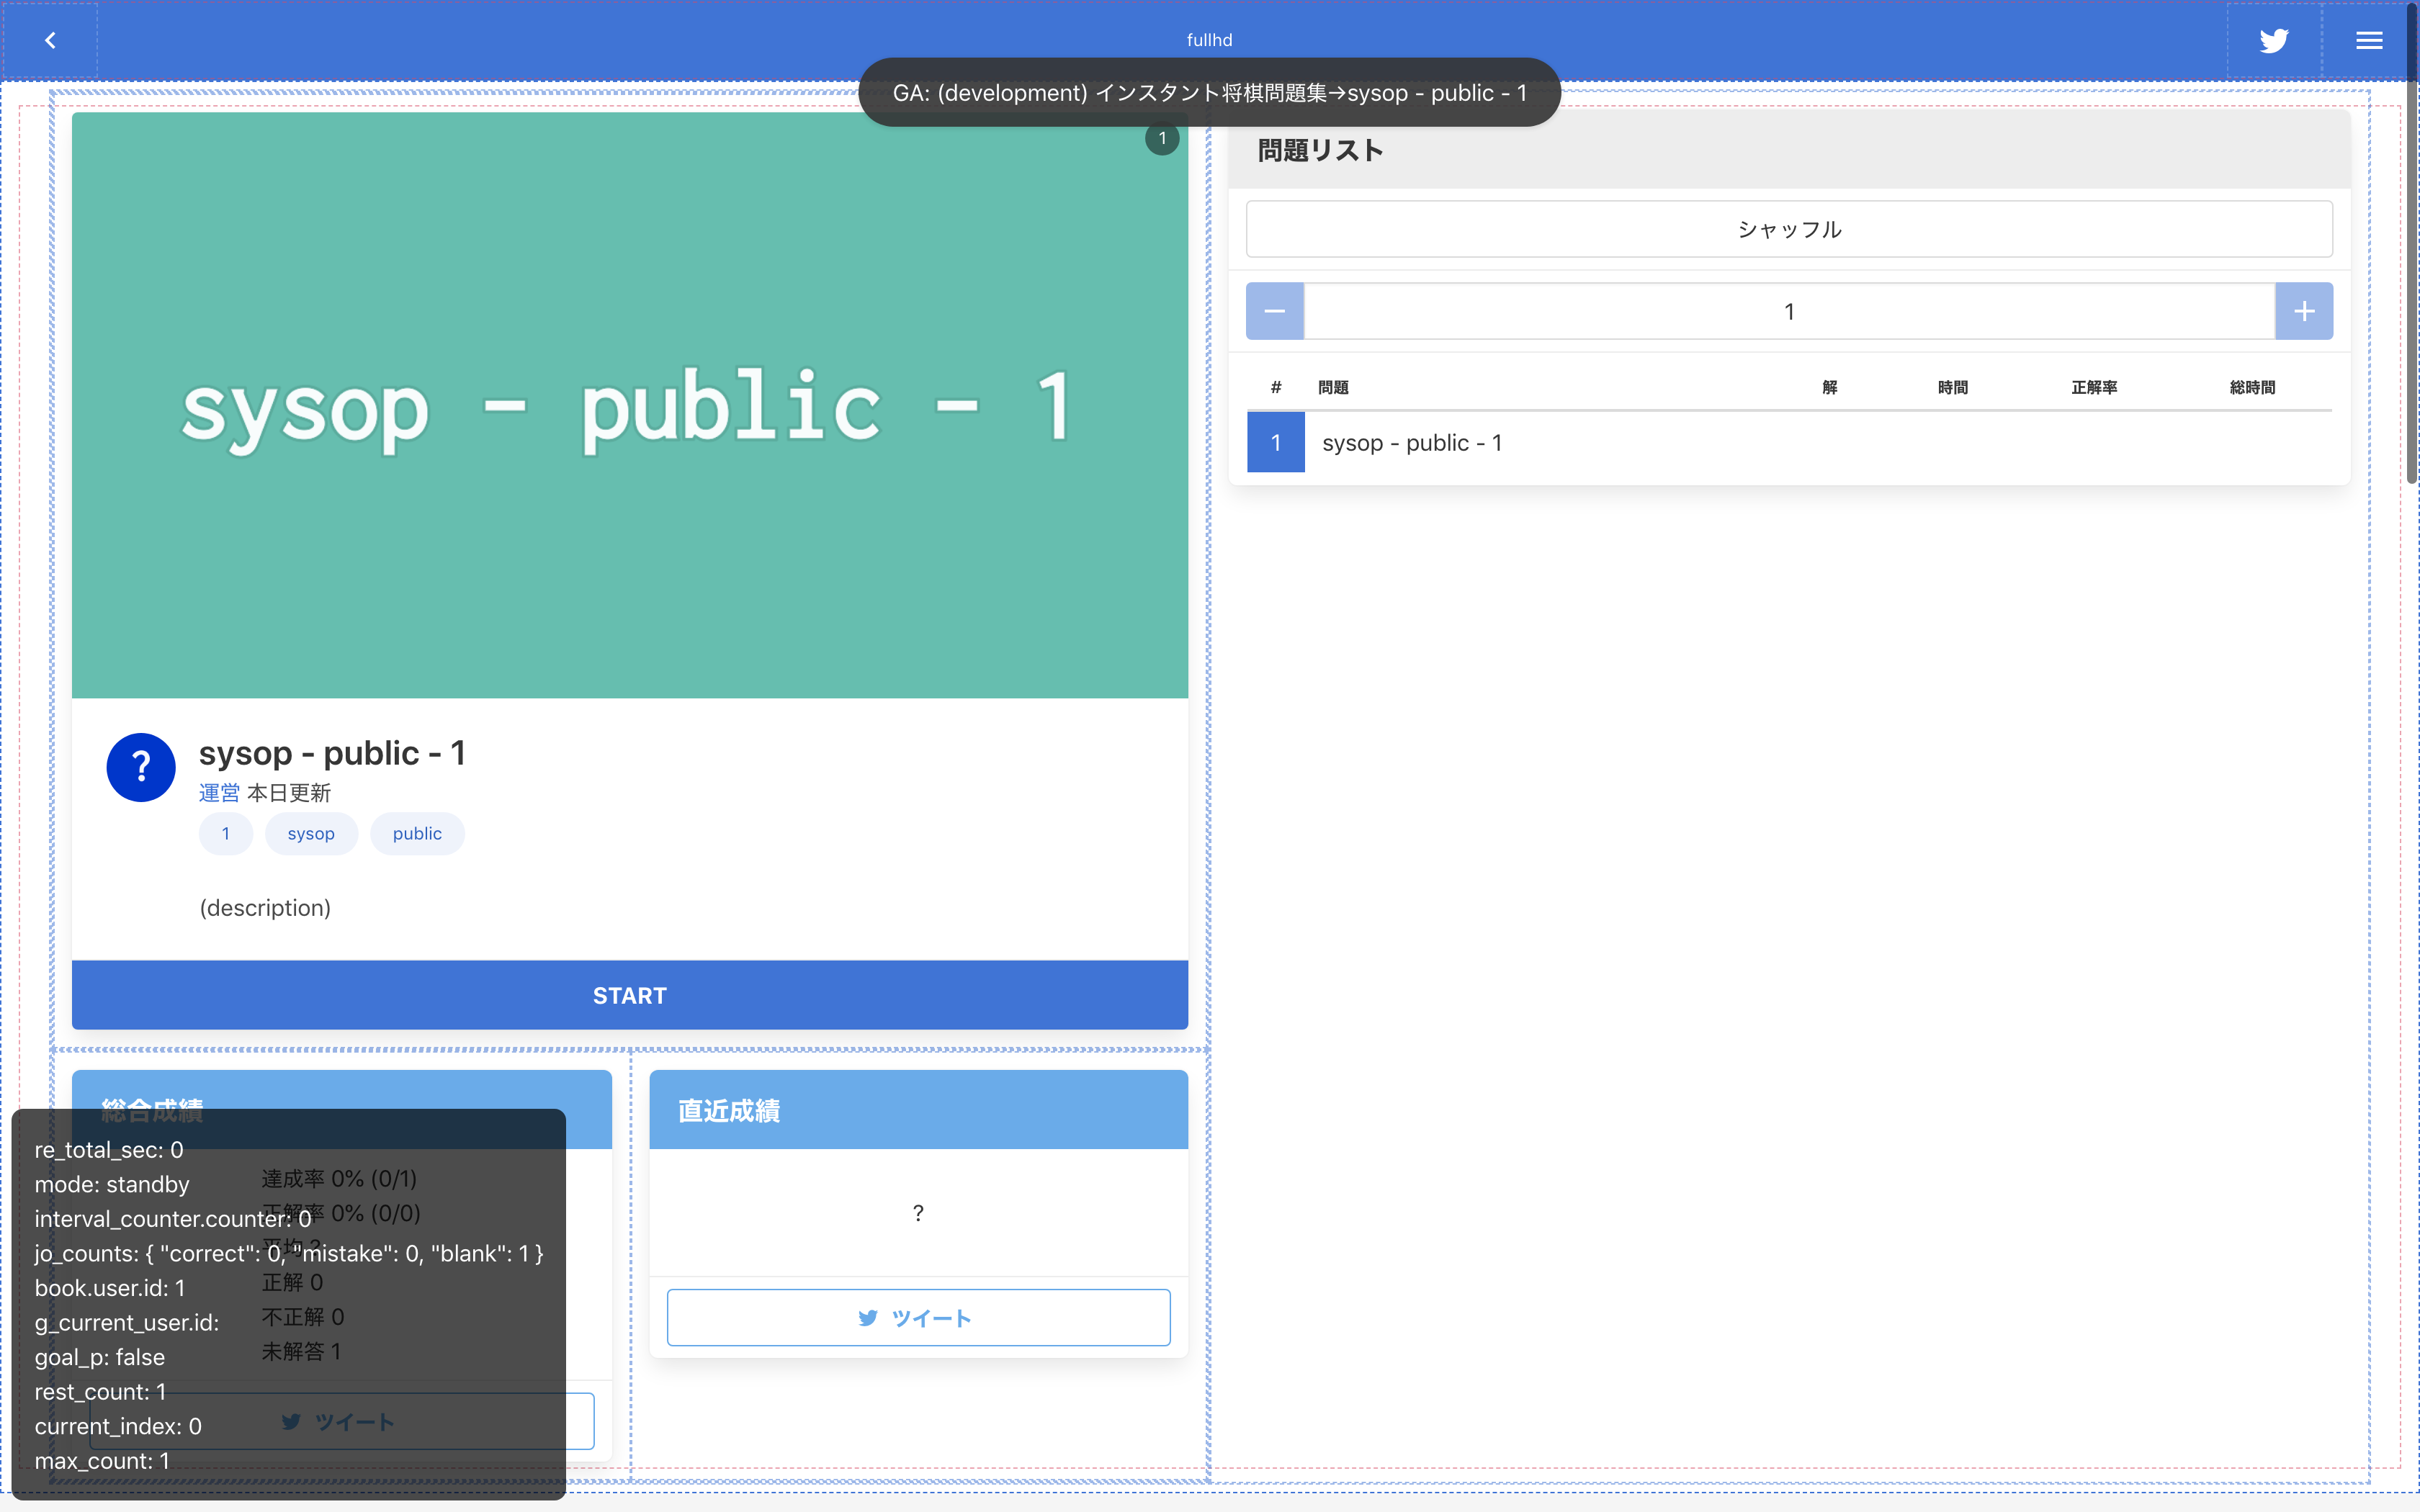 fullhd
GA: (development) インスタント将棋問題集→sysop - public - 1
1
sysop - public - 1
?
sysop - public - 1
運営 本日更新
1 sysop public
(description)
START
総合成績
達成率 0% (0/1)
正解率 0% (0/0)
平均 ?
正解 0
不正解 0
未解答 1
ツイート
re_total_sec: 0
mode: standby
interval_counter.counter: 0
jo_counts: { "correct": 0, "mistake": 0, "blank": 1 }
book.user.id: 1
g_current_user.id:
goal_p: false
rest_count: 1
current_index: 0
max_count: 1
直近成績
?
ツイート
問題リスト
シャッフル
1
# 問題 解 時間 正解率 総時間
1 sysop - public - 1